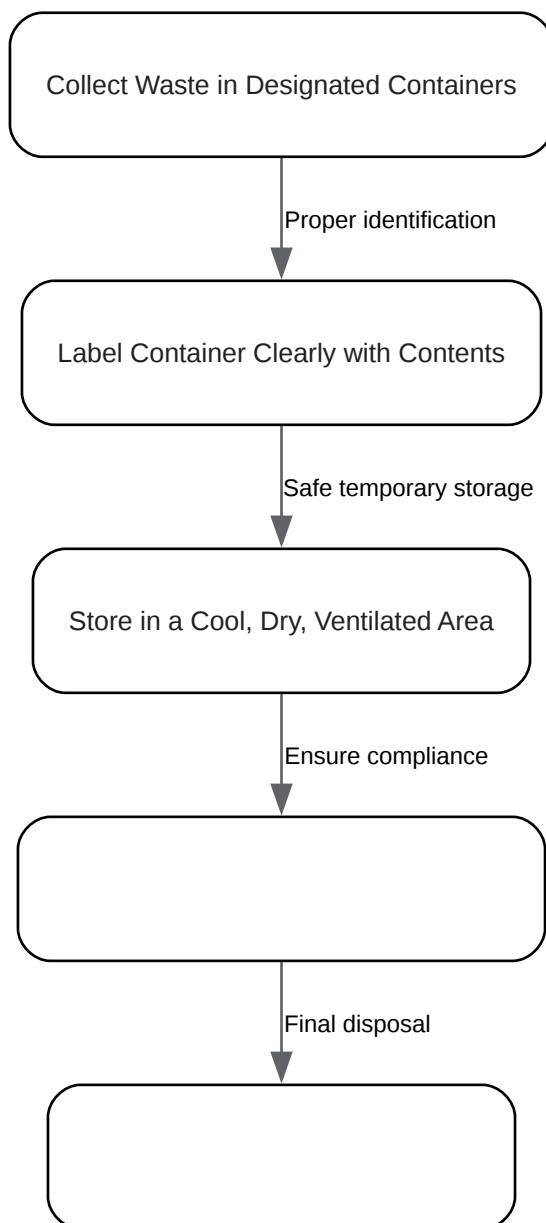 Collect Waste in Designated Containers
Proper identification
Label Container Clearly with Contents
Safe temporary storage
Store in a Cool, Dry, Ventilated Area
Ensure compliance
Final disposal